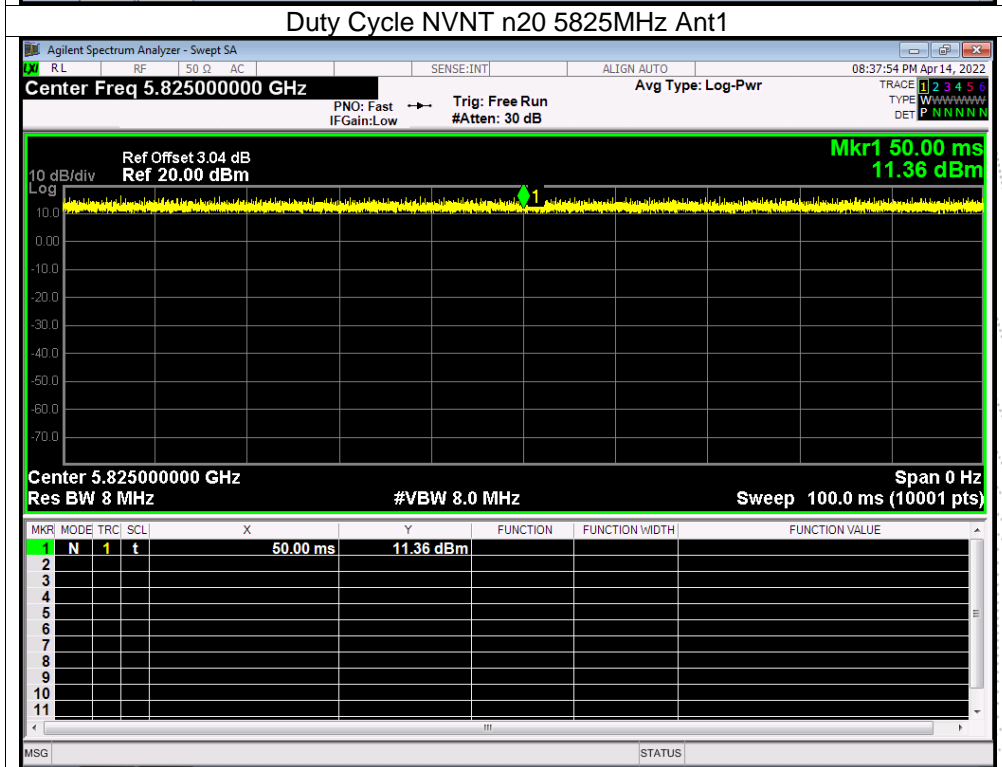 Duty Cycle NVNT n20 5825MHz Ant1
Agilent Spectrum Analyzer - Swept SA
LXI RL RF 50 Ω AC SENSE:INT ALIGN AUTO 08:37:54 PM Apr 14, 2022
Center Freq 5.825000000 GHz
PNO: Fast
IFGain:Low
Trig: Free Run
#Atten: 30 dB
Avg Type: Log-Pwr
TRACE 1 2 3 4 5 6
TYPE WWWWWW
DET P N N N N N
Ref Offset 3.04 dB
10 dB/div Ref 20.00 dBm
Log
Mkr1 50.00 ms
11.36 dBm
1
10.0
0.00
-10.0
-20.0
-30.0
-40.0
-50.0
-60.0
-70.0
Center 5.825000000 GHz Span 0 Hz
Res BW 8 MHz #VBW 8.0 MHz Sweep 100.0 ms (10001 pts)
MKR MODE TRC SCL X Y FUNCTION FUNCTION WIDTH FUNCTION VALUE
1 N 1 t 50.00 ms 11.36 dBm
2
3
4
5
6
7
8
9
10
11
MSG STATUS